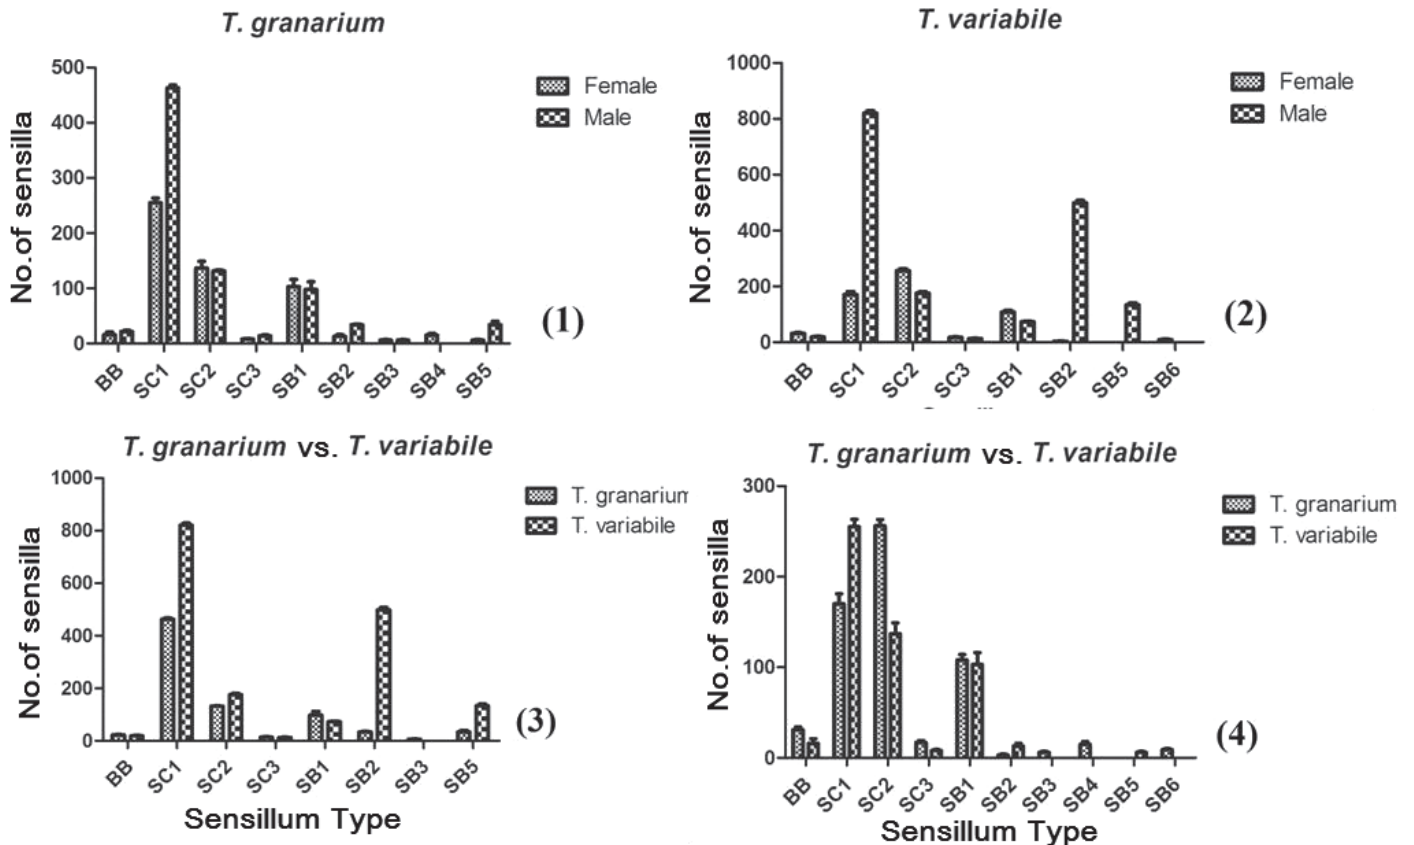 T. granarium
500
400
300
200
100
0
No.of sensilla
Female
Male
BB
SC1
SC2
SC3
SB1
SB2
SB3
SB4
SB5
(1)
T. variabile
1000
800
600
400
200
0
No.of sensilla
Female
Male
BB
SC1
SC2
SC3
SB1
SB2
SB5
SB6
(2)
T. granarium vs. T. variabile
1000
800
600
400
200
0
No.of sensilla
T. granarium
T. variabile
BB
SC1
SC2
SC3
SB1
SB2
SB3
SB5
Sensillum Type
(3)
T. granarium vs. T. variabile
300
200
100
0
No.of sensilla
T. granarium
T. variabile
BB
SC1
SC2
SC3
SB1
SB2
SB3
SB4
SB5
SB6
Sensillum Type
(4)